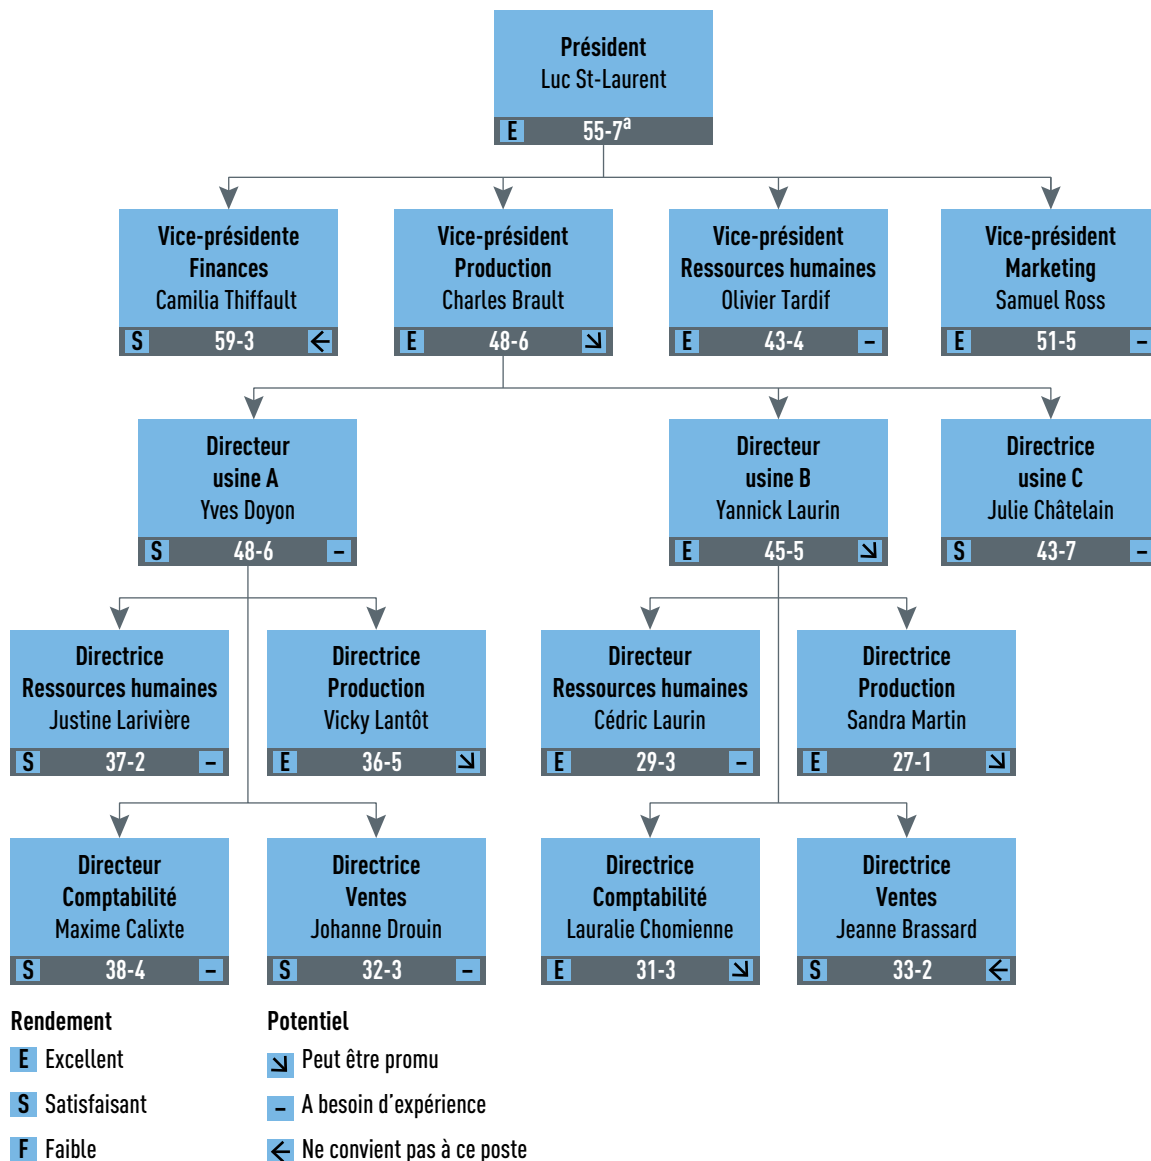 Président
Luc St-Laurent
E 55-7a
Vice-présidente
Finances
Camilia Thiffault
S 59-3 ←
Vice-président
Production
Charles Brault
E 48-6 ↘
Vice-président
Ressources humaines
Olivier Tardif
E 43-4 –
Vice-président
Marketing
Samuel Ross
E 51-5 –
Directeur
usine A
Yves Doyon
S 48-6 –
Directeur
usine B
Yannick Laurin
E 45-5 ↘
Directrice
usine C
Julie Châtelain
S 43-7 –
Directrice
Ressources humaines
Justine Larivière
S 37-2 –
Directrice
Production
Vicky Lantôt
E 36-5 ↘
Directeur
Ressources humaines
Cédric Laurin
E 29-3 –
Directrice
Production
Sandra Martin
E 27-1 ↘
Directeur
Comptabilité
Maxime Calixte
S 38-4 –
Directrice
Ventes
Johanne Drouin
S 32-3 –
Directrice
Comptabilité
Lauralie Chomienne
E 31-3 ↘
Directrice
Ventes
Jeanne Brassard
S 33-2 ←
Rendement
E Excellent
S Satisfaisant
F Faible
Potentiel
↘ Peut être promu
– A besoin d'expérience
← Ne convient pas à ce poste